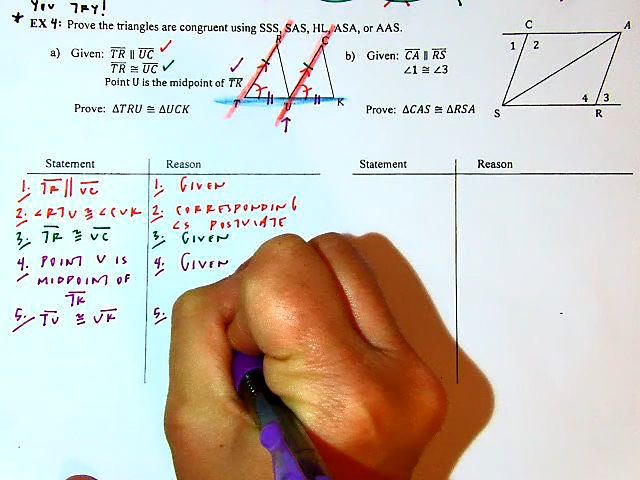 YOU TRY!
* EX 4: Prove the triangles are congruent using SSS, SAS, HL, ASA, or AAS.
a) Given: TR ∥ UC ✓
TR ≅ UC ✓
Point U is the midpoint of TK ✓
Prove: ΔTRU ≅ ΔUCK
R C
T U K
b) Given: CA ∥ RS
∠1 ≅ ∠3
Prove: ΔCAS ≅ ΔRSA
C A
1 2
4 3
S R
Statement Reason
1. TR ∥ UC 1. GIVEN
2. ∠RTU ≅ ∠CUK 2. CORRESPONDING
∠S POSTULATE
3. TR ≅ UC 3. GIVEN
4. POINT U IS 4. GIVEN
MIDPOINT OF
TK
5. TU ≅ UK 5.
Statement Reason